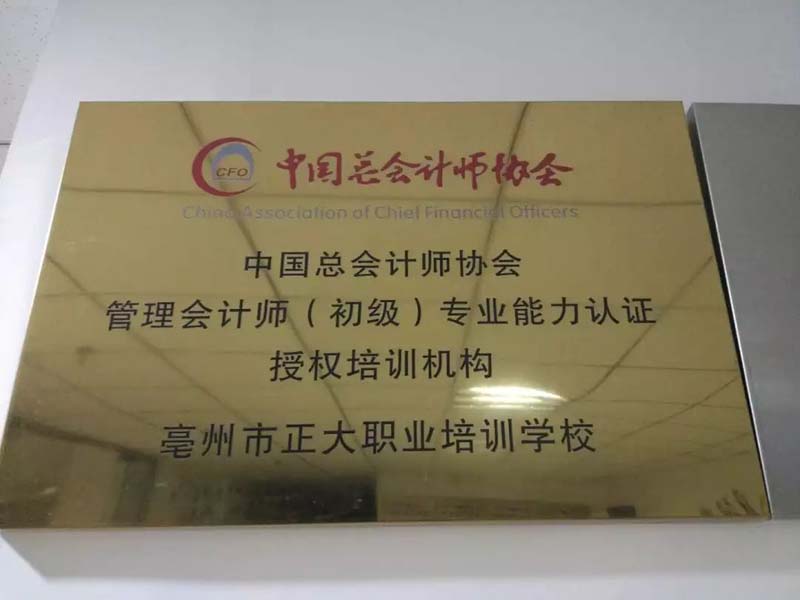 CFO 中国总会计师协会
China Association of Chief Financial Officers
中国总会计师协会
管理会计师（初级）专业能力认证
授权培训机构
亳州市正大职业培训学校